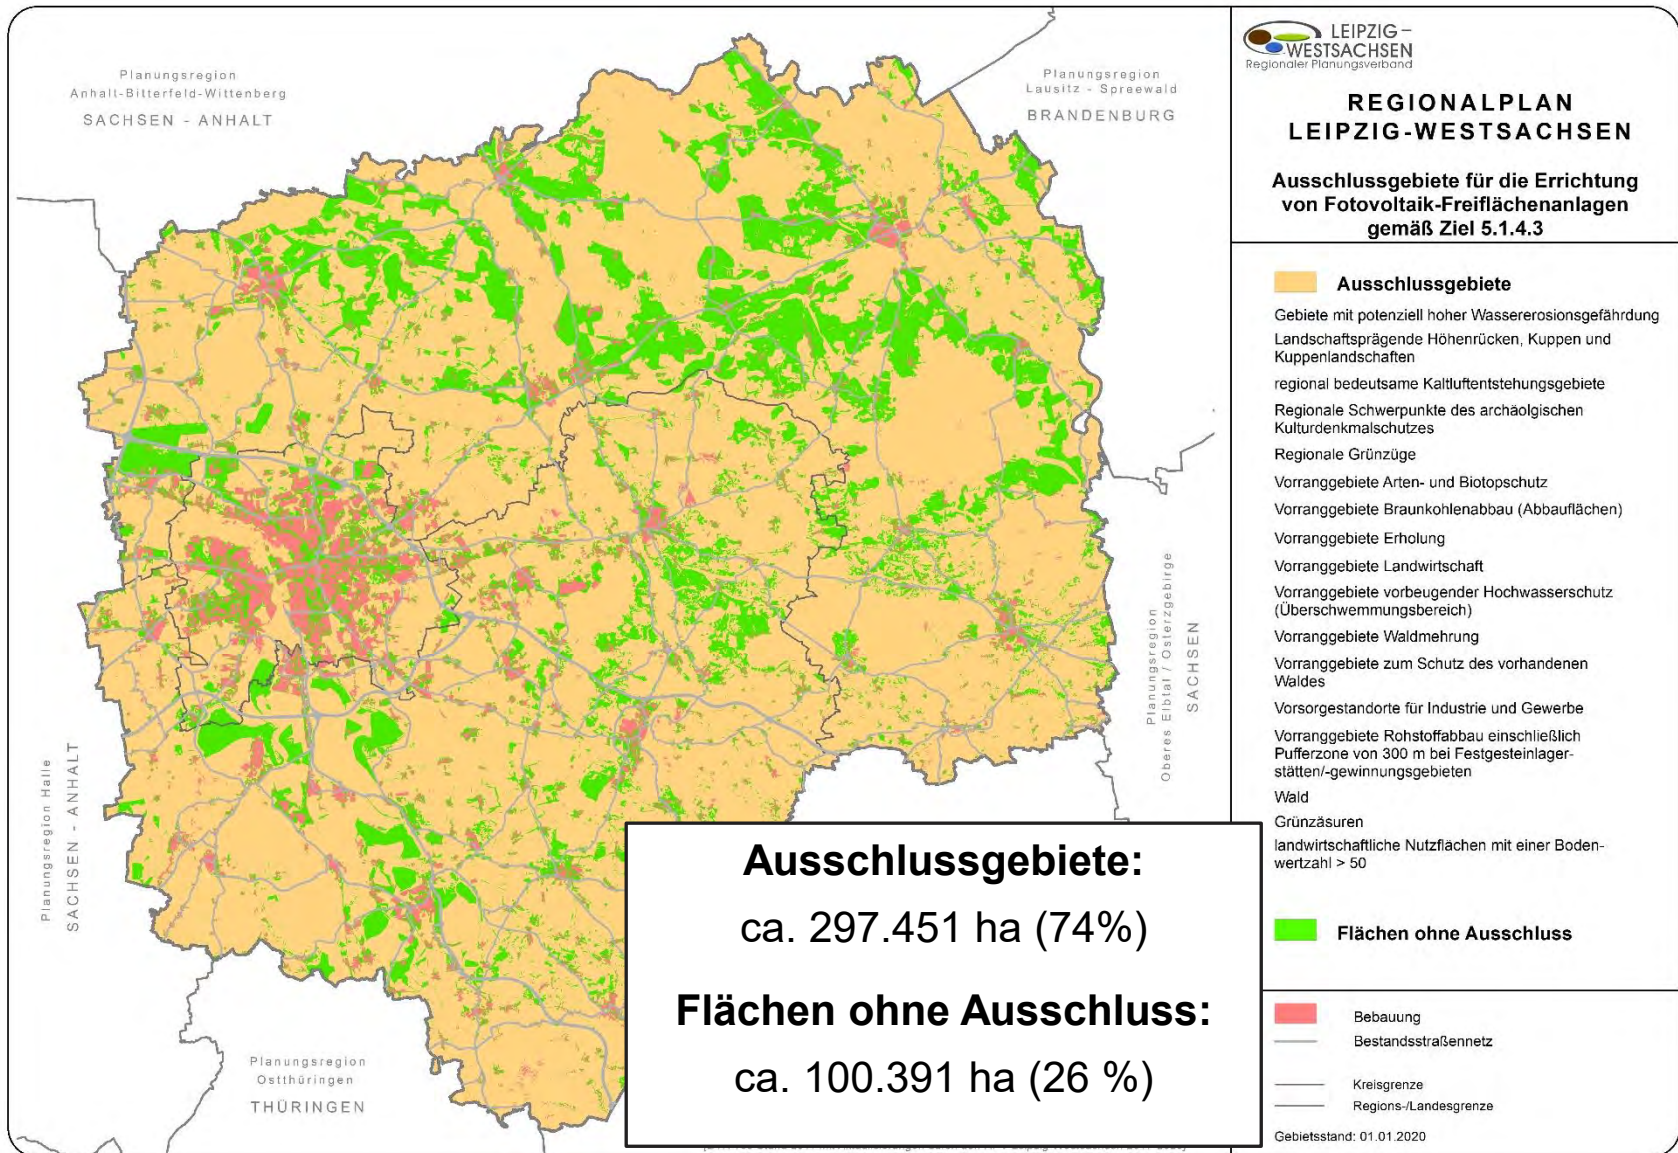 Planungsregion
Anhalt-Bitterfeld-Wittenberg
SACHSEN - ANHALT
Planungsregion
Lausitz - Spreewald
BRANDENBURG
Planungsregion Halle
SACHSEN - ANHALT
Planungsregion
Oberes Elbtal / Osterzgebirge
SACHSEN
Planungsregion
Ostthüringen
THÜRINGEN
Ausschlussgebiete:
ca. 297.451 ha (74%)
Flächen ohne Ausschluss:
ca. 100.391 ha (26 %)
LEIPZIG-
WESTSACHSEN
Regionaler Planungsverband
REGIONALPLAN
LEIPZIG-WESTSACHSEN
Ausschlussgebiete für die Errichtung
von Fotovoltaik-Freiflächenanlagen
gemäß Ziel 5.1.4.3
Ausschlussgebiete
Gebiete mit potenziell hoher Wassererosionsgefährdung
Landschaftsprägende Höhenrücken, Kuppen und
Kuppenlandschaften
regional bedeutsame Kaltluftentstehungsgebiete
Regionale Schwerpunkte des archäolgischen
Kulturdenkmalschutzes
Regionale Grünzüge
Vorranggebiete Arten- und Biotopschutz
Vorranggebiete Braunkohlenabbau (Abbauflächen)
Vorranggebiete Erholung
Vorranggebiete Landwirtschaft
Vorranggebiete vorbeugender Hochwasserschutz
(Überschwemmungsbereich)
Vorranggebiete Waldmehrung
Vorranggebiete zum Schutz des vorhandenen
Waldes
Vorsorgestandorte für Industrie und Gewerbe
Vorranggebiete Rohstoffabbau einschließlich
Pufferzone von 300 m bei Festgesteinlager-
stätten/-gewinnungsgebieten
Wald
Grünzäsuren
landwirtschaftliche Nutzflächen mit einer Boden-
wertzahl > 50
Flächen ohne Ausschluss
Bebauung
Bestandsstraßennetz
Kreisgrenze
Regions-/Landesgrenze
Gebietsstand: 01.01.2020